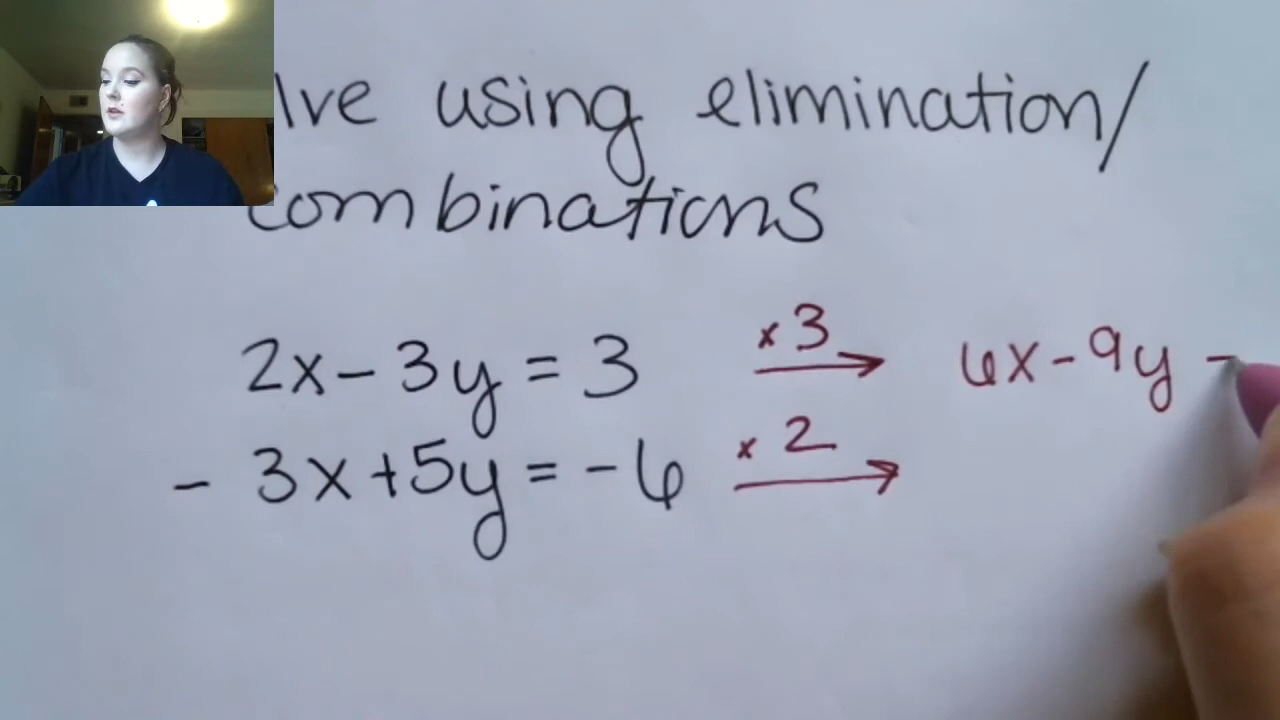 lve using elimination/
combinations
2x - 3y = 3 × 3 → 6x - 9y -
- 3x + 5y = -6 × 2 →